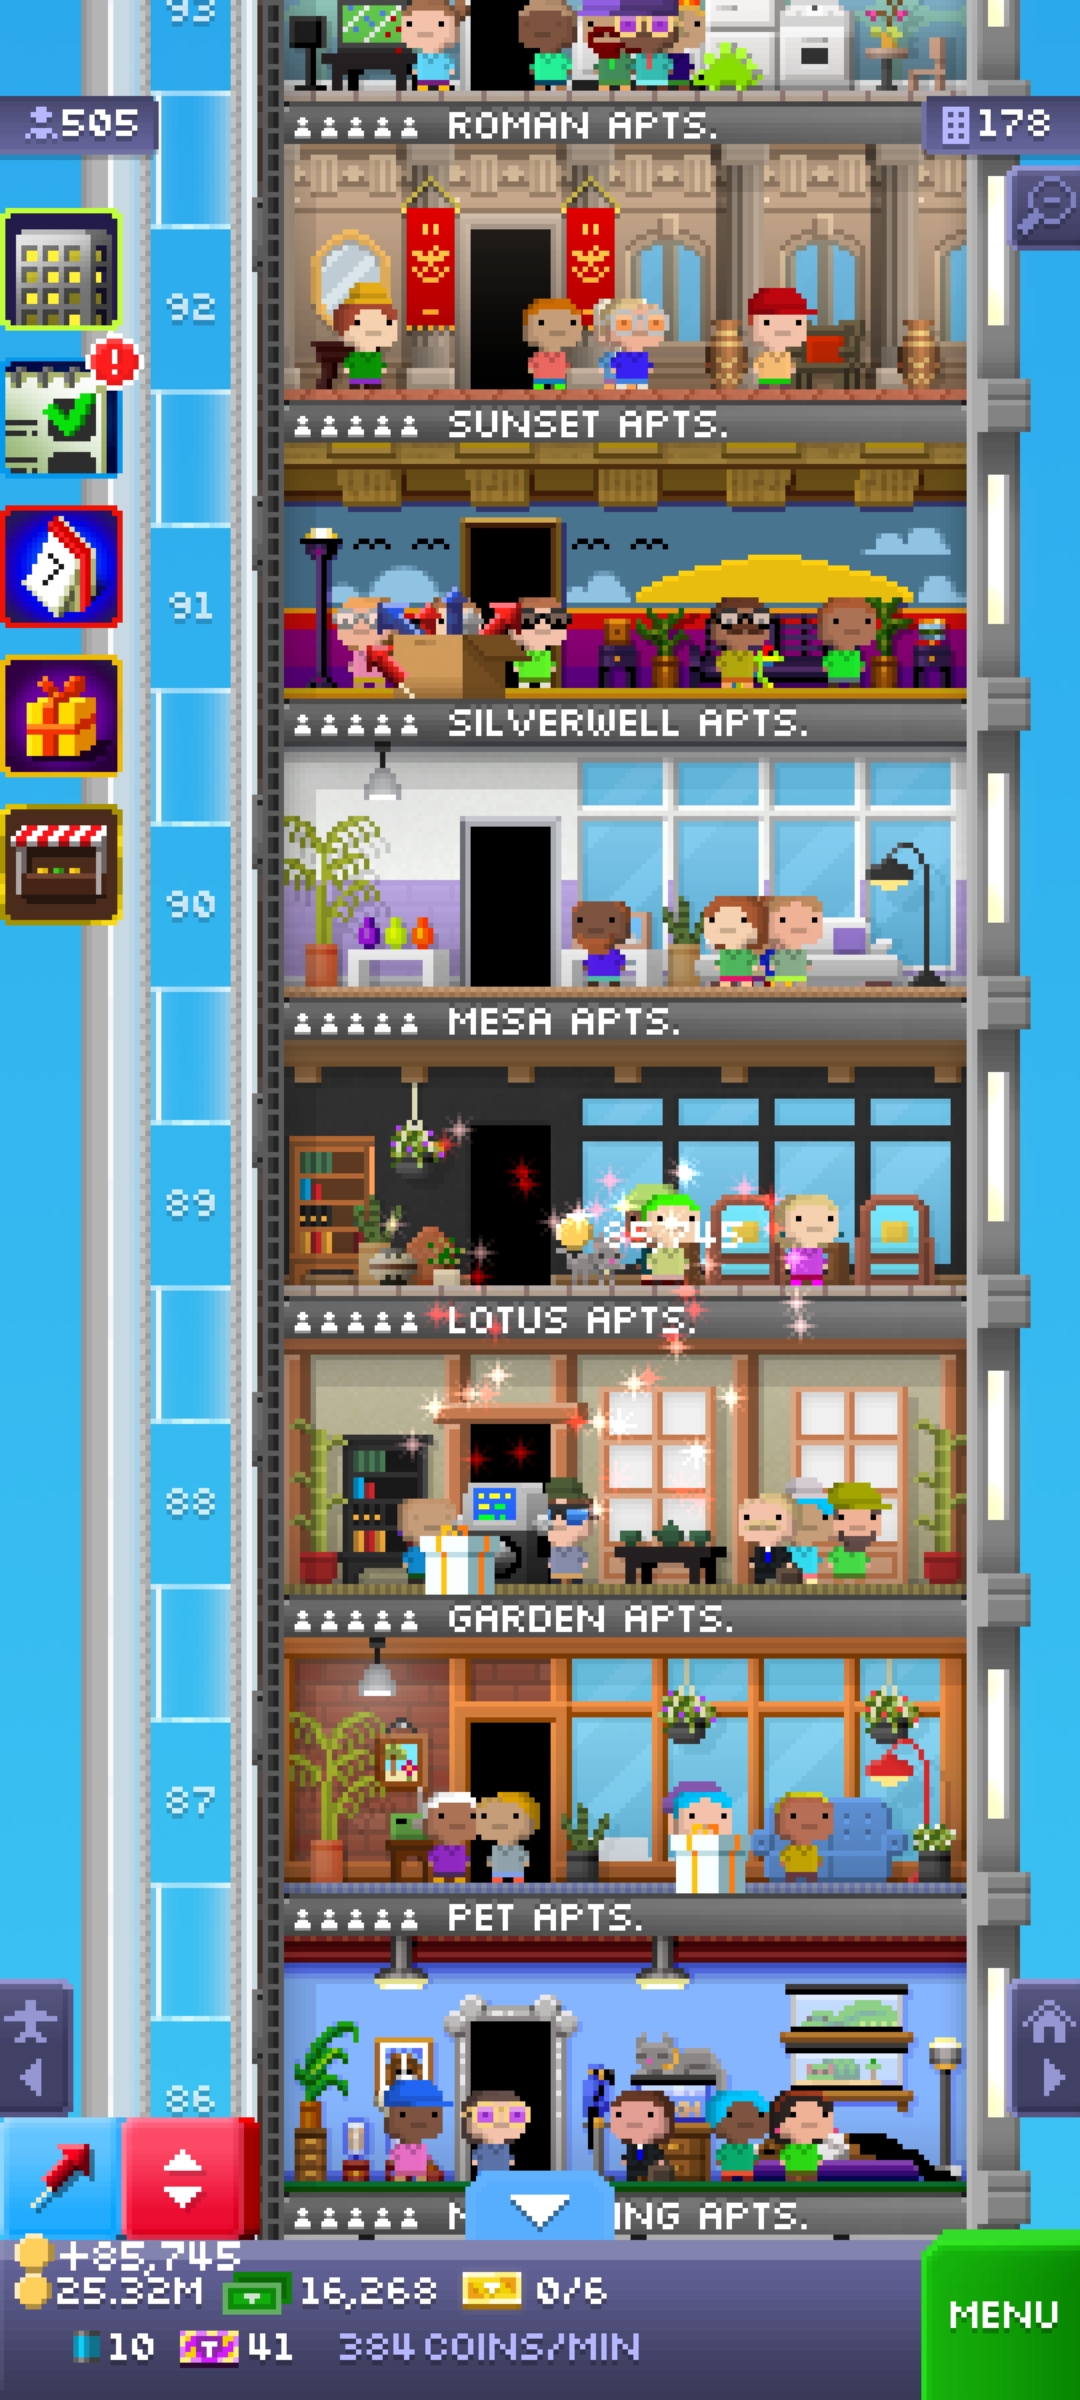 93
505
178
ROMAN APTS.
92
SUNSET APTS.
91
SILVERWELL APTS.
90
MESA APTS.
89
85,745
LOTUS APTS.
88
GARDEN APTS.
87
PET APTS.
86
ING APTS.
+85,745
25.32M 16,268 0/6
10 T 41 384 COINS/MIN
MENU